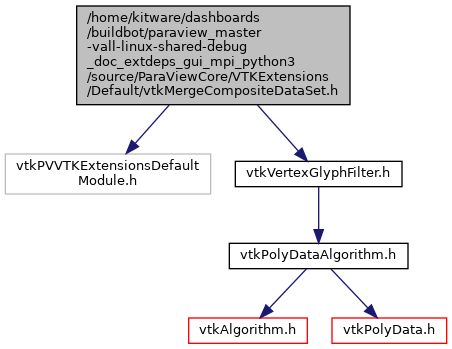 /home/kitware/dashboards
/buildbot/paraview_master
-vall-linux-shared-debug
_doc_extdeps_gui_mpi_python3
/source/ParaViewCore/VTKExtensions
/Default/vtkMergeCompositeDataSet.h
vtkPVVTKExtensionsDefault
Module.h
vtkVertexGlyphFilter.h
vtkPolyDataAlgorithm.h
vtkAlgorithm.h
vtkPolyData.h